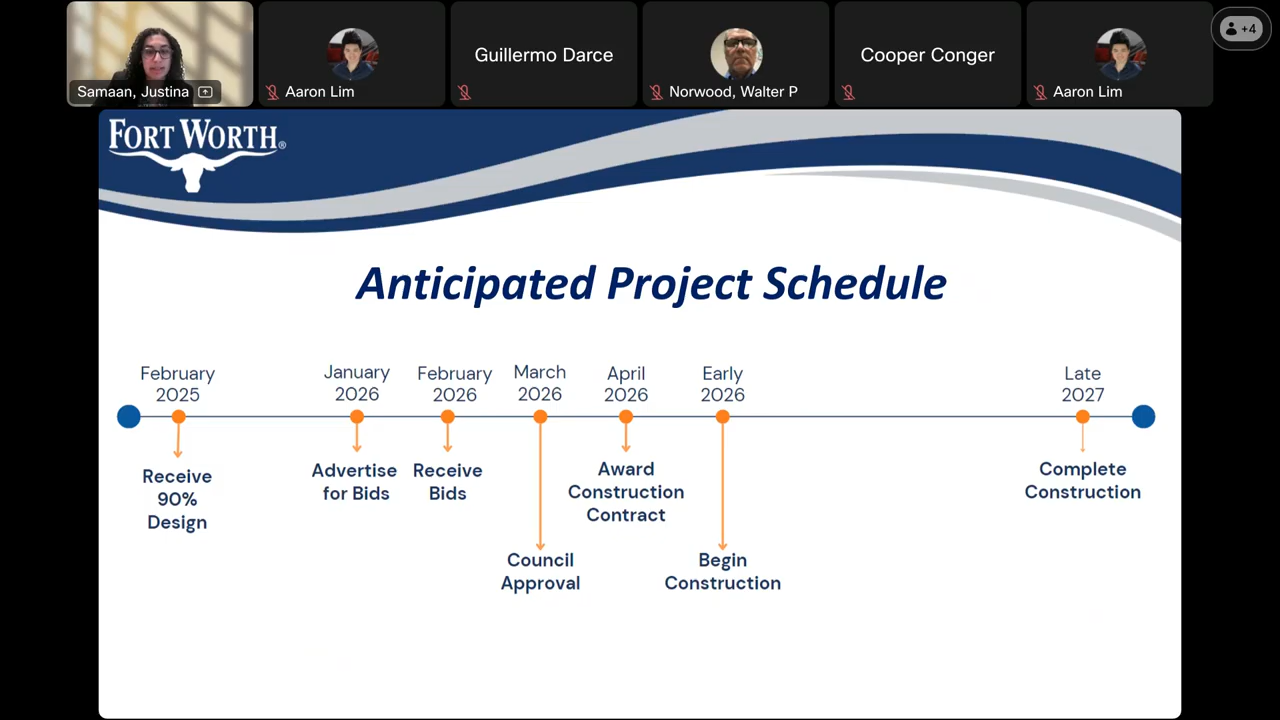 Samaan, Justina
Aaron Lim
Guillermo Darce
Norwood, Walter P
Cooper Conger
Aaron Lim
+4
FORT WORTH®
Anticipated Project Schedule
February
2025
January
2026
February
2026
March
2026
April
2026
Early
2026
Late
2027
Receive
90%
Design
Advertise
for Bids
Receive
Bids
Council
Approval
Award
Construction
Contract
Begin
Construction
Complete
Construction